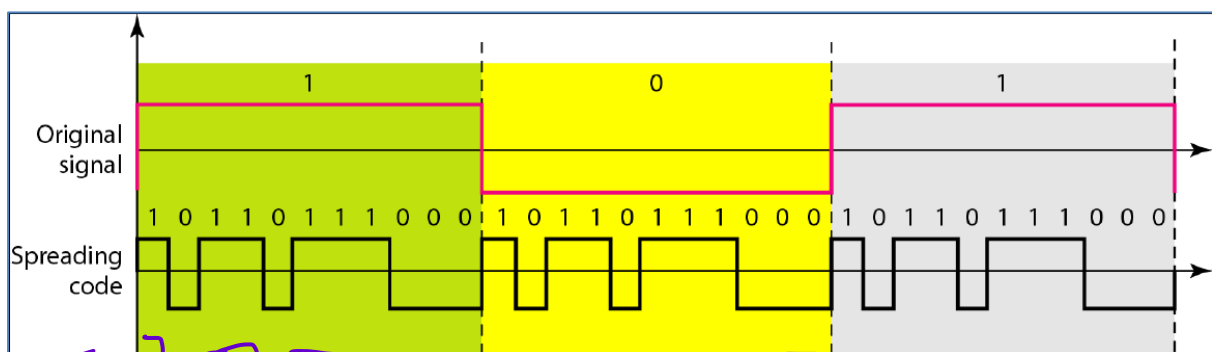 1 0 1
Original
signal
1 0 1 1 0 1 1 1 0 0 0 1 0 1 1 0 1 1 1 0 0 0 1 0 1 1 0 1 1 1 0 0 0
Spreading
code